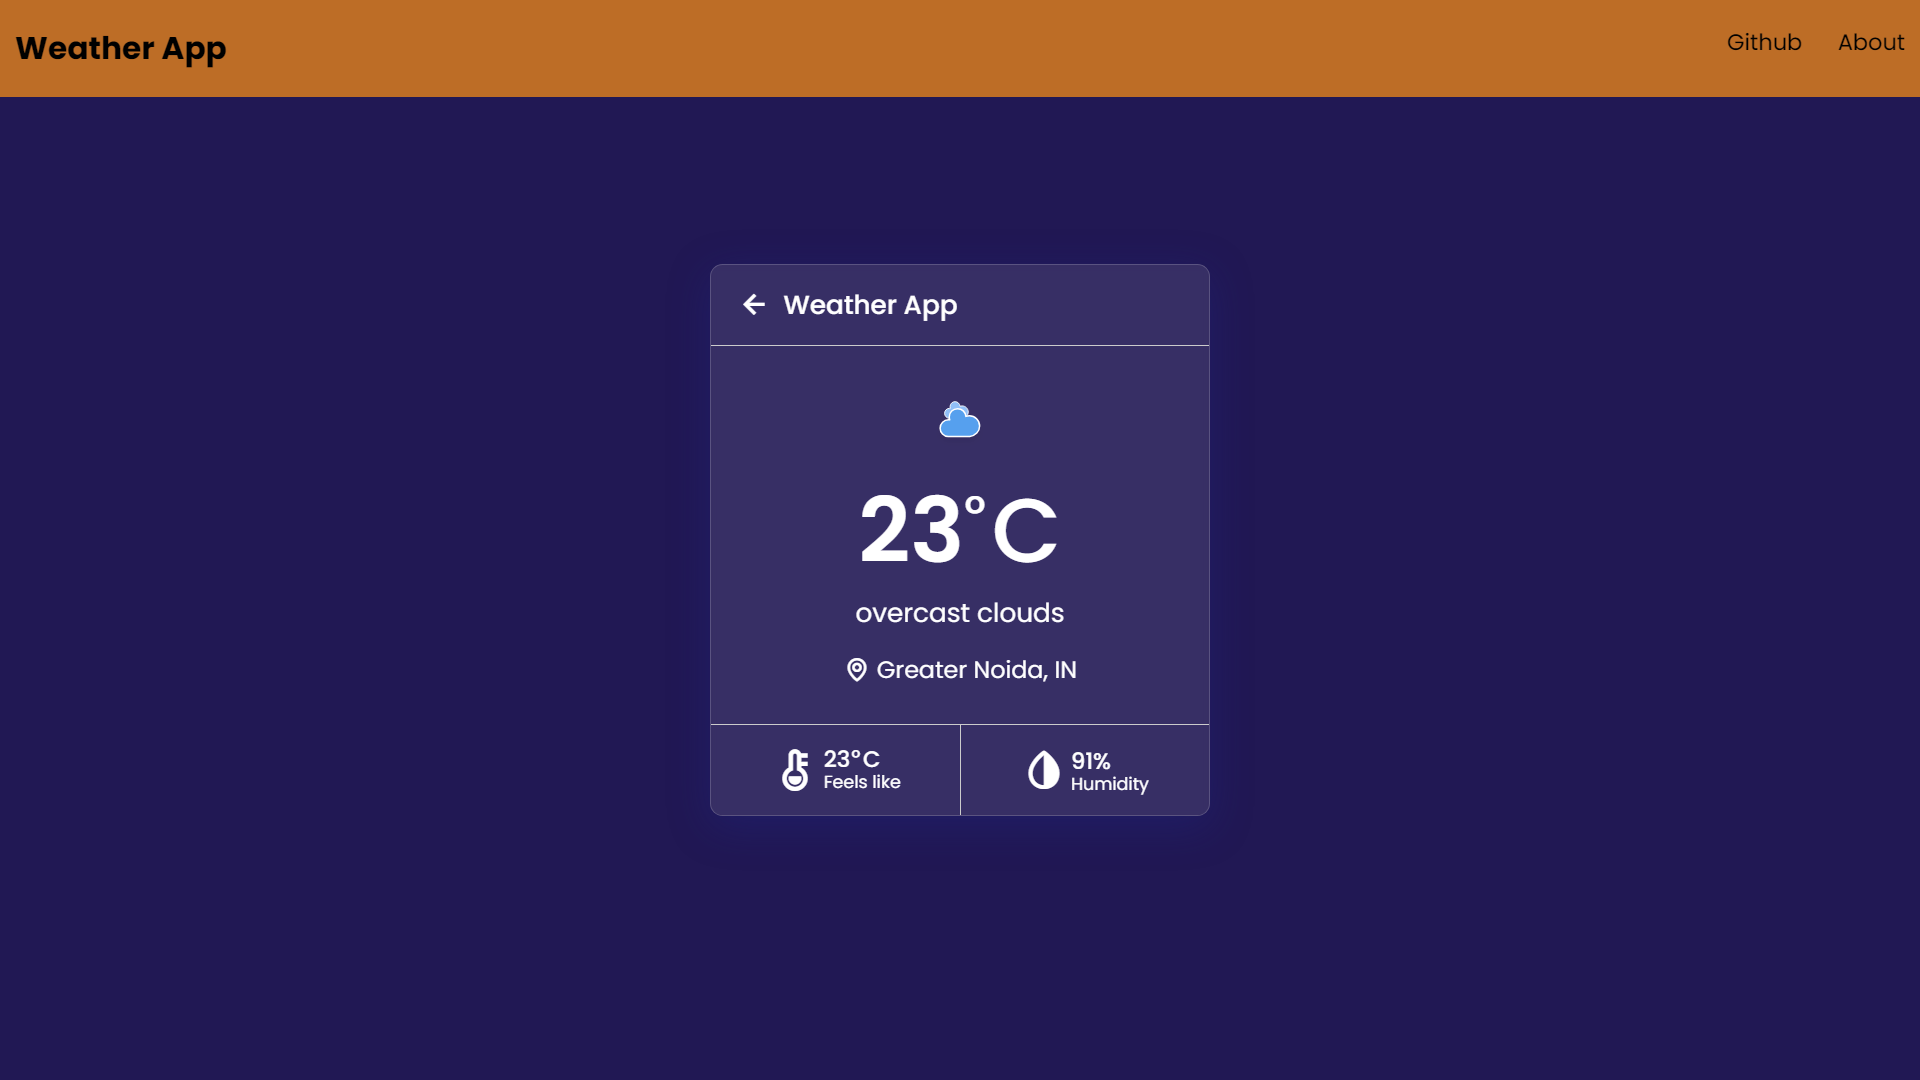 Weather App
Github About
Weather App
23°C
overcast clouds
Greater Noida, IN
23°C
Feels like
91%
Humidity